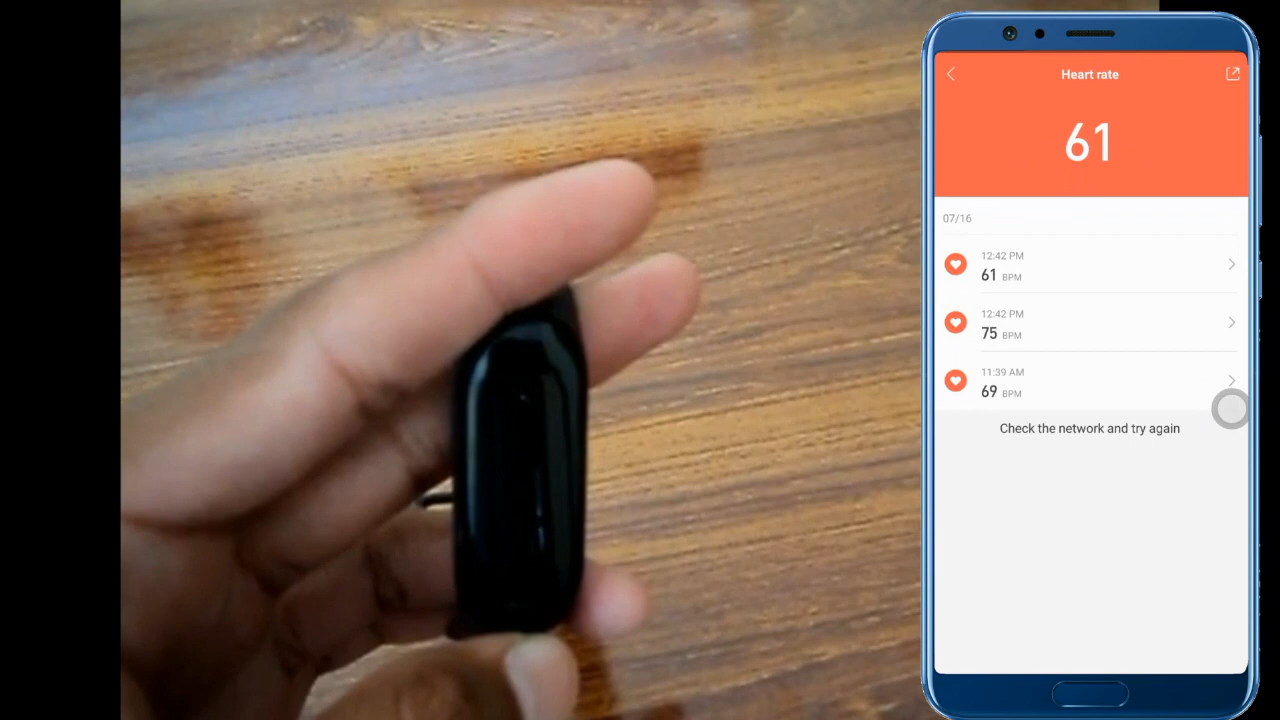 Heart rate
61
07/16
12:42 PM
61 BPM
12:42 PM
75 BPM
11:39 AM
69 BPM
Check the network and try again